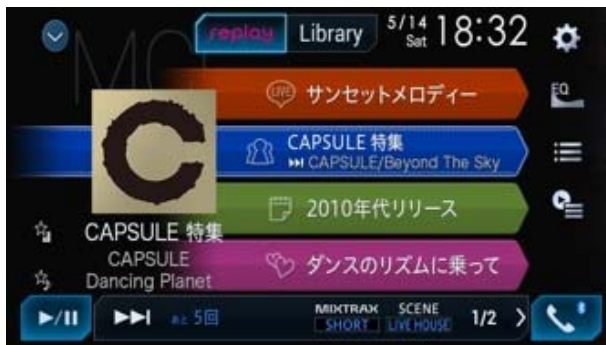 replay Library 5/14 Sat 18:32
EQ
LIVE サンセットメロディー
CAPSULE 特集
CAPSULE/Beyond The Sky
2010年代リリース
ダンスのリズムに乗って
CAPSULE 特集
CAPSULE
Dancing Planet
あと 5回 MIXTRAX SHORT SCENE LIVE HOUSE 1/2